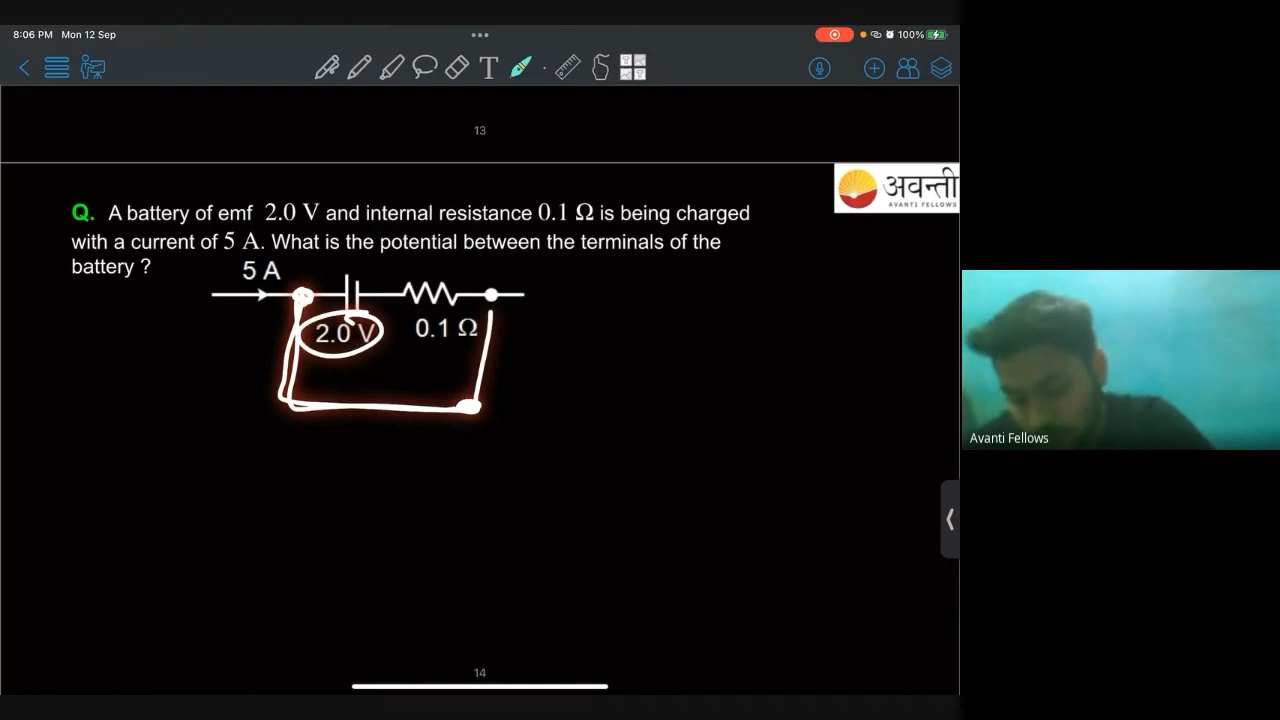 8:06 PM Mon 12 Sep
100%
T
13
अवन्ती
AVANTI FELLOWS
Q. A battery of emf 2.0 V and internal resistance 0.1 Ω is being charged
with a current of 5 A. What is the potential between the terminals of the
battery ?
5 A
2.0 V 0.1 Ω
Avanti Fellows
14